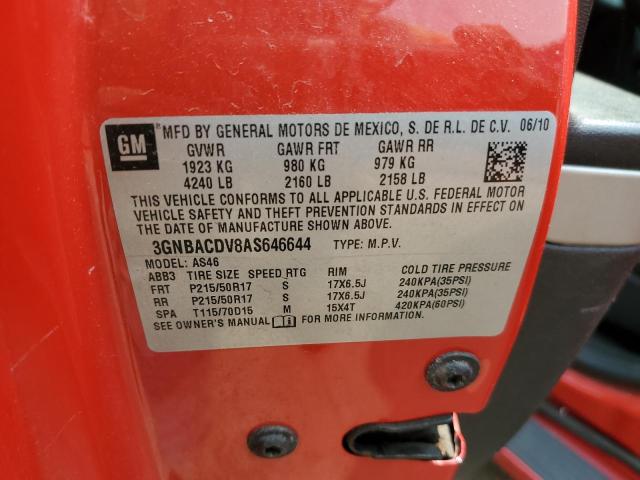 GM ® MFD BY GENERAL MOTORS DE MEXICO, S. DE R.L. DE C.V. 06/10
GVWR GAWR FRT GAWR RR
1923 KG 980 KG 979 KG
4240 LB 2160 LB 2158 LB
THIS VEHICLE CONFORMS TO ALL APPLICABLE U.S. FEDERAL MOTOR
VEHICLE SAFETY AND THEFT PREVENTION STANDARDS IN EFFECT ON
THE DATE OF MANUFACTURE SHOWN ABOVE.
3GNBACDV8AS646644 TYPE: M.P.V.
MODEL: AS46
ABB3 TIRE SIZE SPEED RTG RIM COLD TIRE PRESSURE
FRT P215/50R17 S 17X6.5J 240KPA(35PSI)
RR P215/50R17 S 17X6.5J 240KPA(35PSI)
SPA T115/70D15 M 15X4T 420KPA(60PSI)
SEE OWNER'S MANUAL FOR MORE INFORMATION.